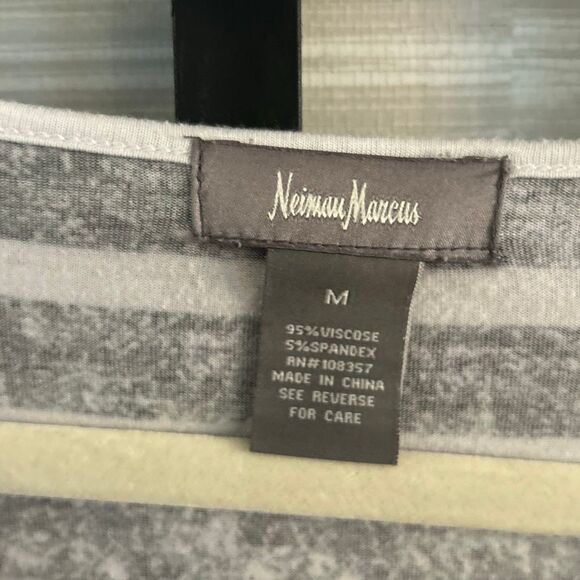 Neiman Marcus
M
95%VISCOSE
5%SPANDEX
RN#108357
MADE IN CHINA
SEE REVERSE
FOR CARE